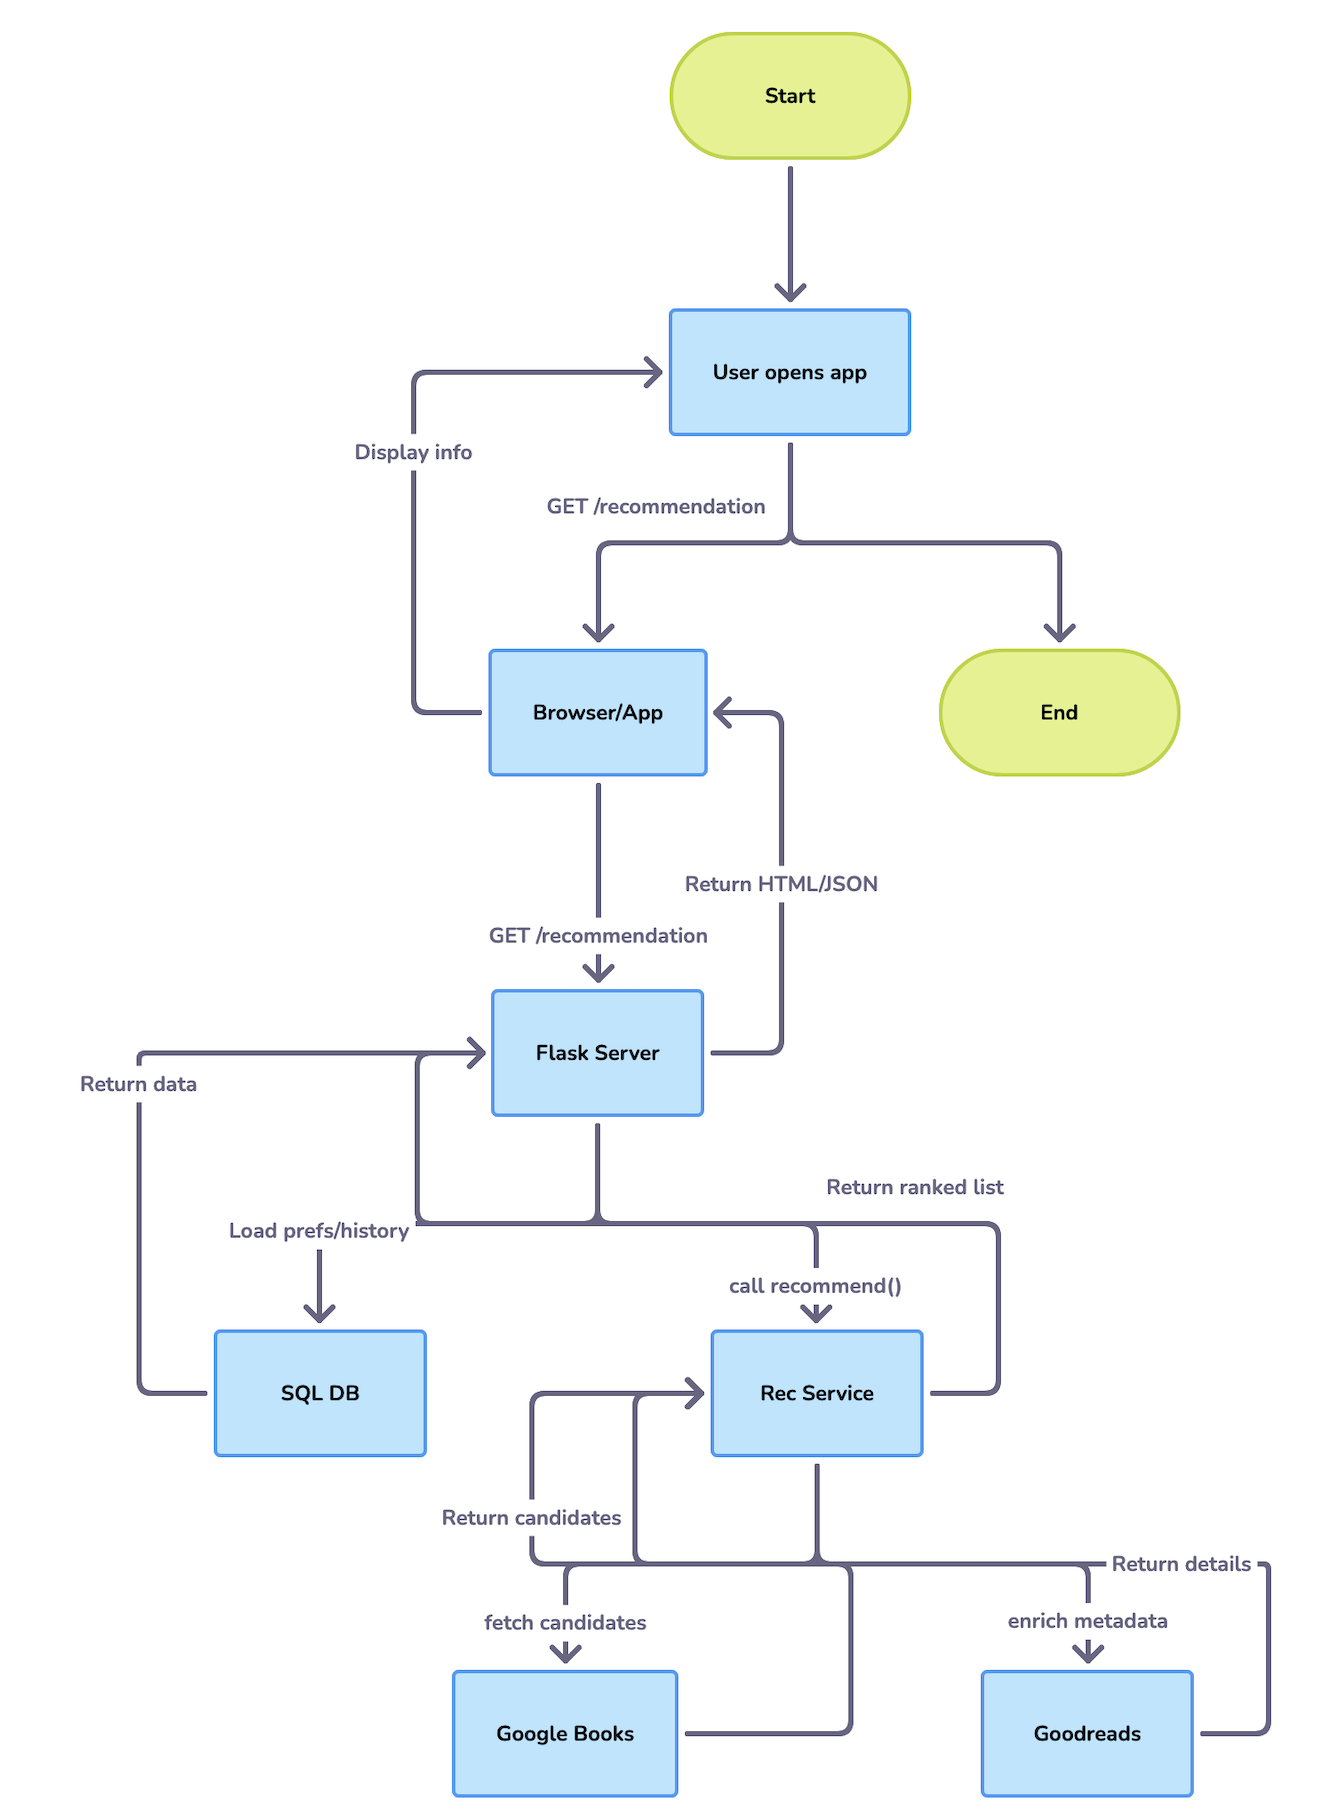 Start
User opens app
Display info
GET /recommendation
Browser/App
End
Return HTML/JSON
GET /recommendation
Flask Server
Return data
Return ranked list
Load prefs/history
call recommend()
SQL DB
Rec Service
Return candidates
Return details
fetch candidates
enrich metadata
Google Books
Goodreads